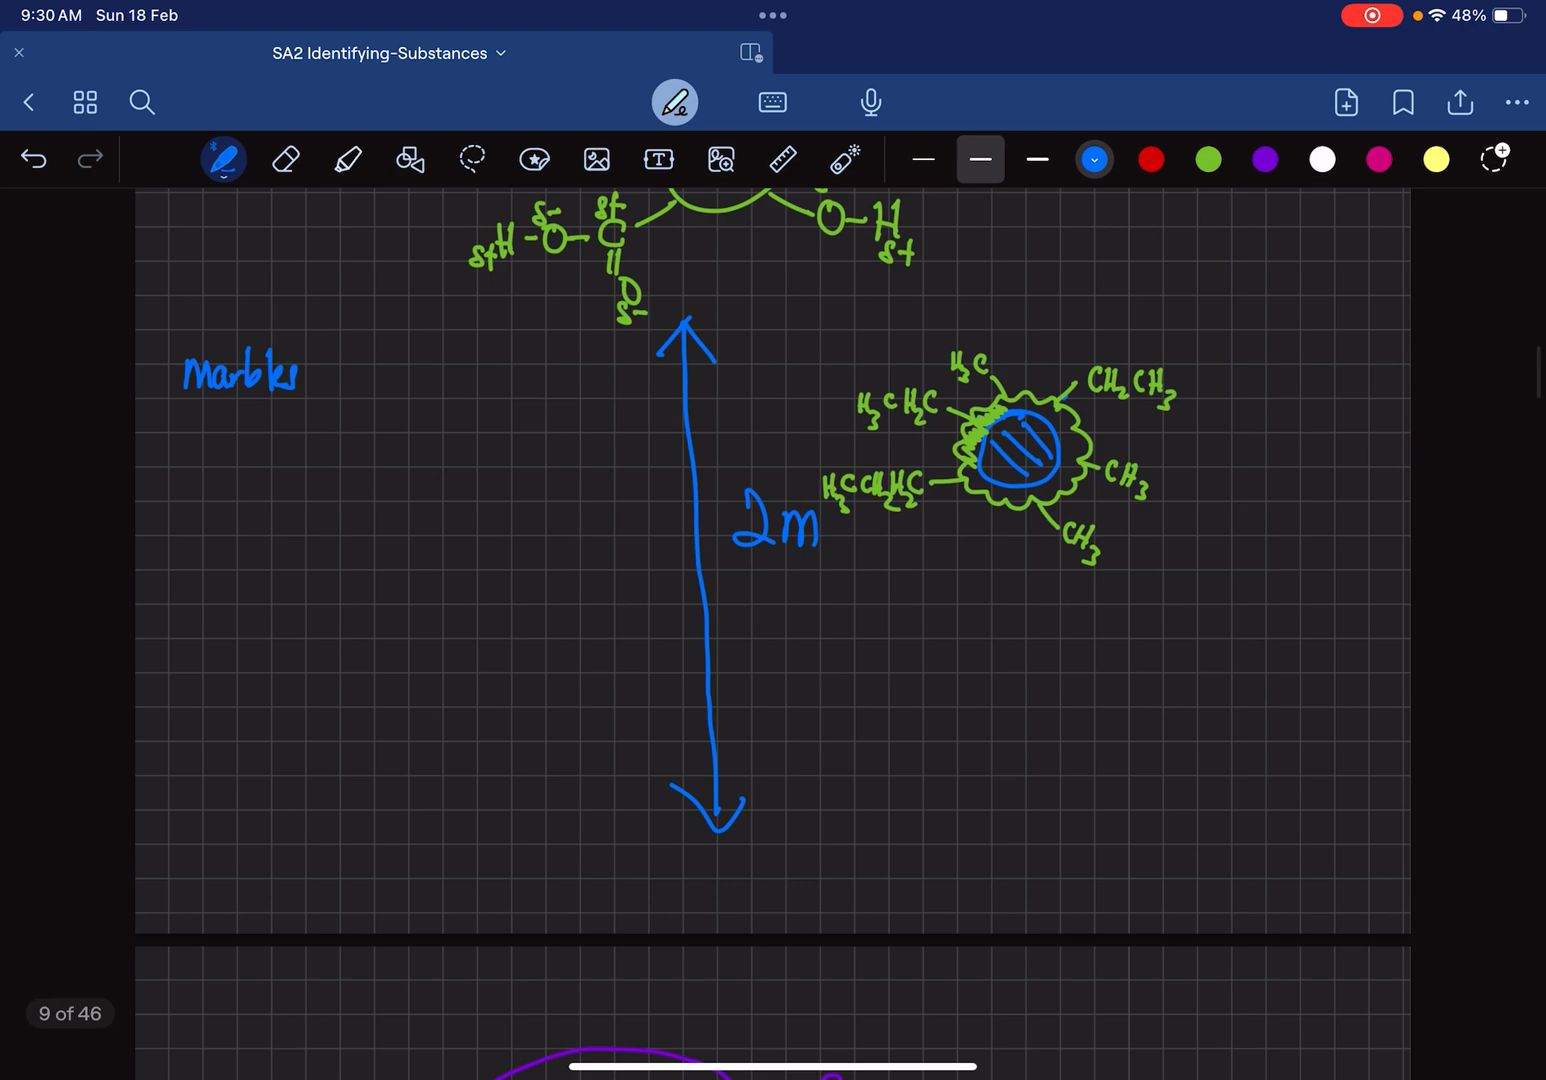 9:30 AM Sun 18 Feb
48%
SA2 Identifying-Substances
δ- δ+
δ+ H-O-C
O-H
δ+
O
δ-
marbles
H3C
CH2CH3
H3CH2C
H3CCH2H2C
CH3
2m
CH3
9 of 46